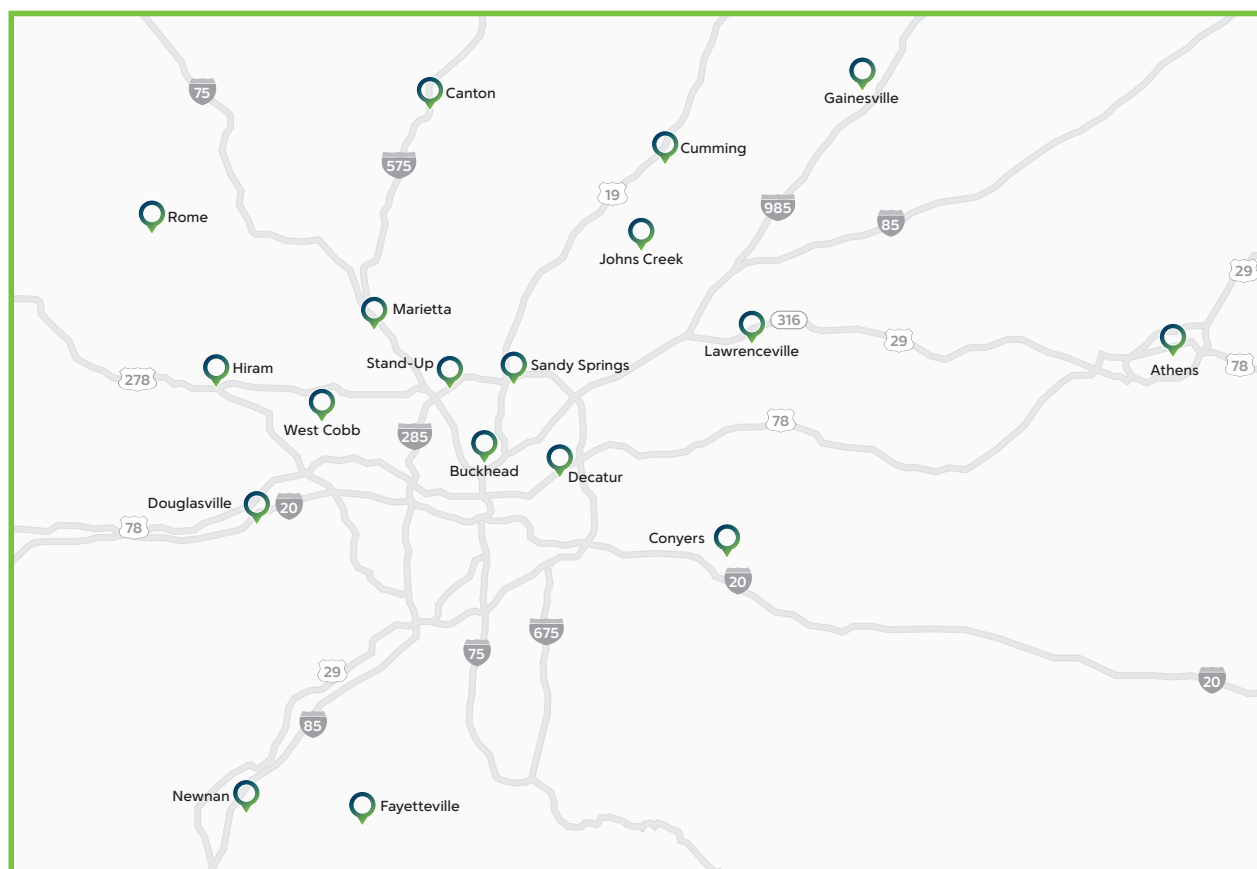 75
Canton
Gainesville
575
Cumming
19
985
85
Rome
Johns Creek
29
Marietta
316
Lawrenceville
29
Stand-Up
Sandy Springs
Hiram
278
78
Athens
West Cobb
285
78
Buckhead
Decatur
Douglasville
20
78
Conyers
20
675
75
29
20
85
Newnan
Fayetteville